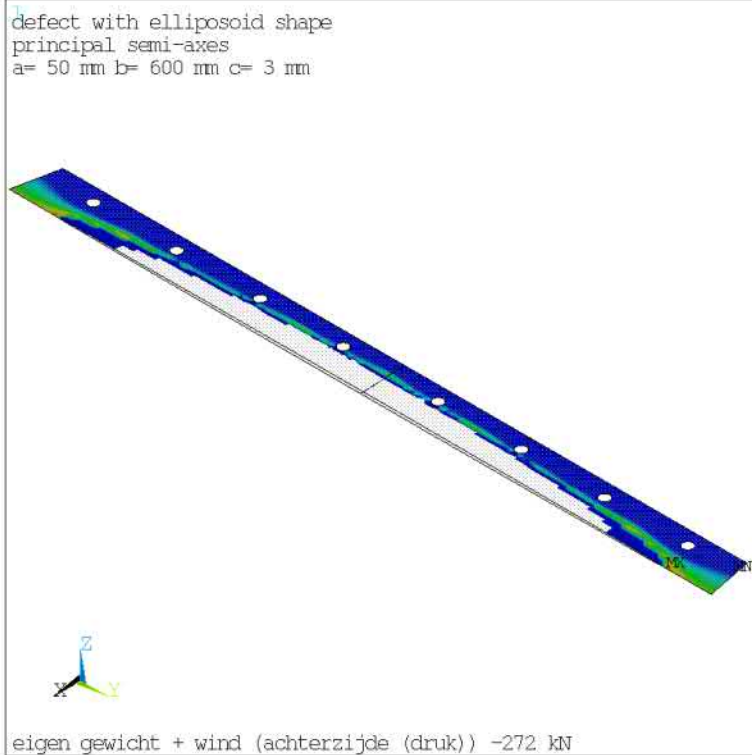 1
defect with elliposoid shape
principal semi-axes
a= 50 mm b= 600 mm c= 3 mm
MX
MN
Z
X
Y
eigen gewicht + wind (achterzijde (druk)) -272 kN